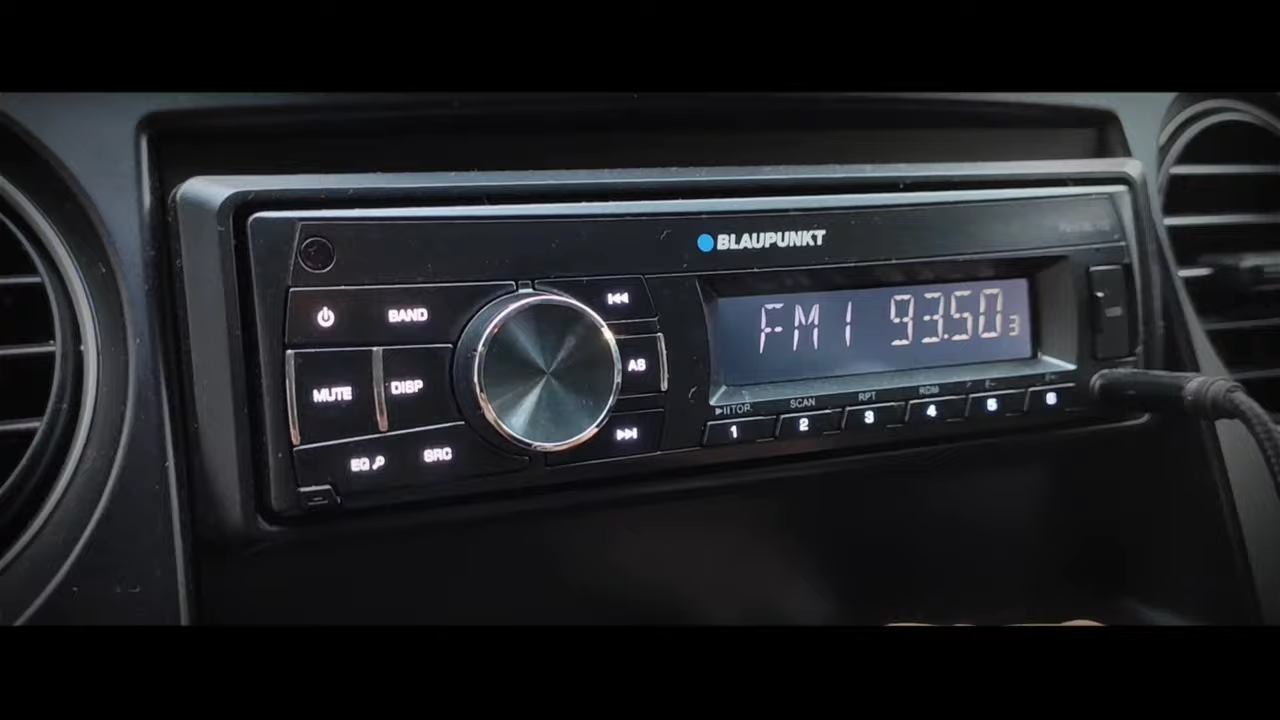 BLAUPUNKT
BAND
MUTE
DISP
EQ
SRC
AS
FM1 93.50 3
TOP
SCAN
RPT
RDM
1
2
3
4
5
6